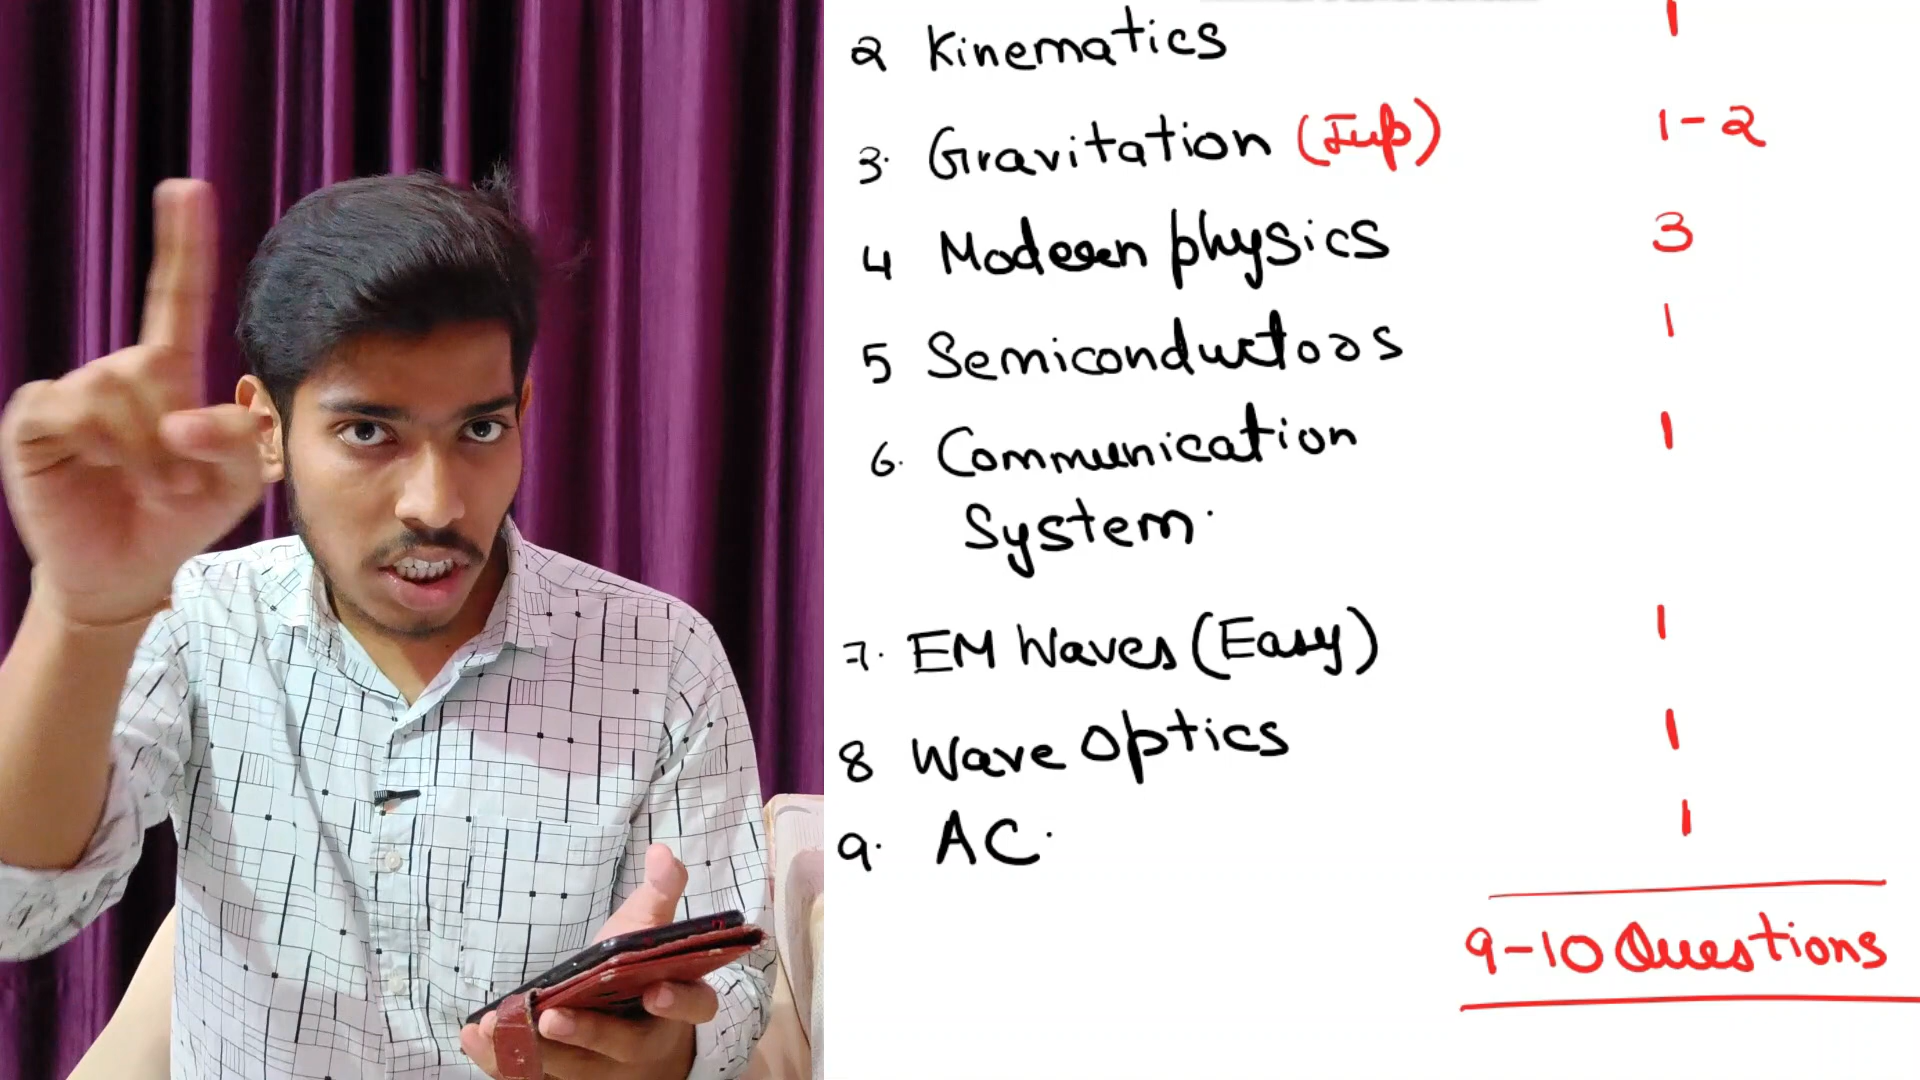 2 Kinematics 1
3. Gravitation (Imp) 1-2
4 Modern physics 3
5 Semiconductors 1
6. Communication 1
System.
7. EM Waves (Easy) 1
8 Wave Optics 1
9. AC. 1
9-10 Questions